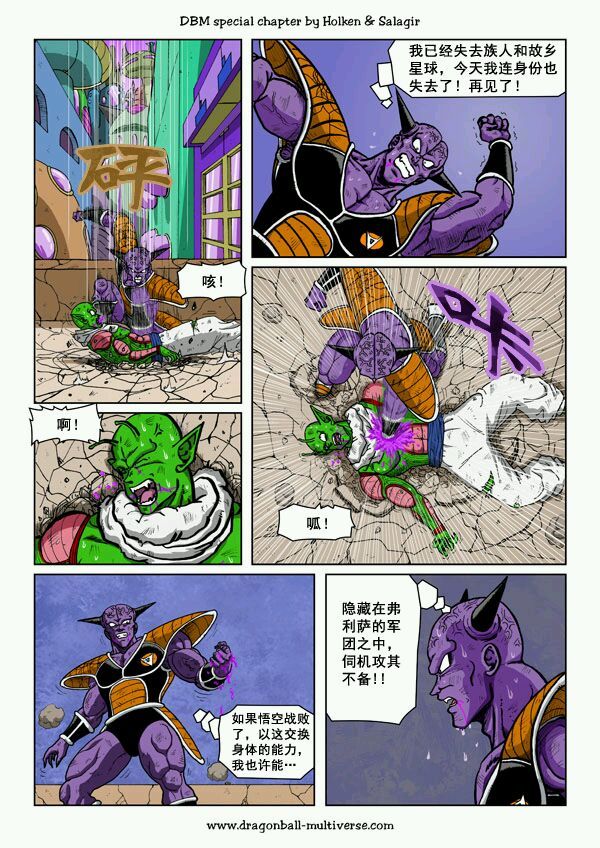 DBM special chapter by Holken & Salagir
砰
咳！
我已经失去族人和故乡
星球，今天我连身份也
失去了！再见了！
啊！
咔
呱！
如果悟空战败
了，以这交换
身体的能力，
我也许能…
隐藏在弗
利萨的军
团之中，
伺机攻其
不备!!
www.dragonball-multiverse.com